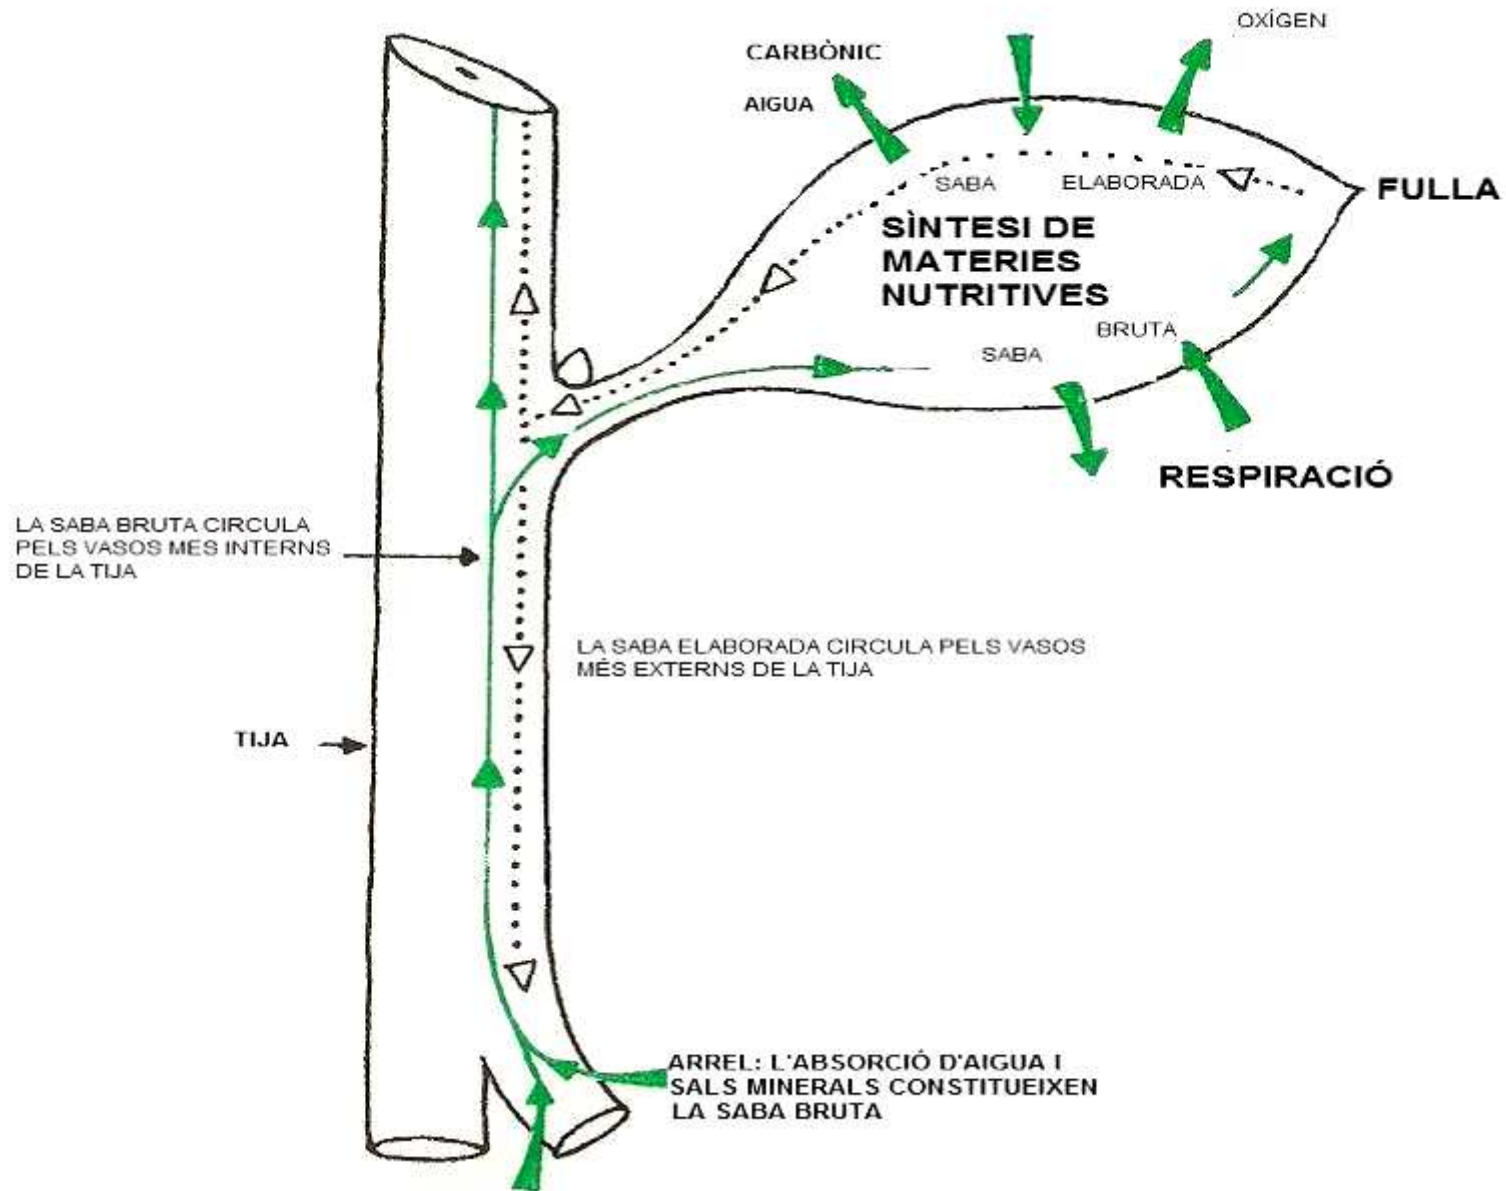 OXÍGEN
CARBÒNIC
AIGUA
SABA ELABORADA
FULLA
SÌNTESI DE
MATERIES
NUTRITIVES
BRUTA
SABA
RESPIRACIÓ
LA SABA BRUTA CIRCULA
PELS VASOS MES INTERNS
DE LA TIJA
LA SABA ELABORADA CIRCULA PELS VASOS
MÉS EXTERNS DE LA TIJA
TIJA
ARREL: L'ABSORCIÓ D'AIGUA I
SALS MINERALS CONSTITUEIXEN
LA SABA BRUTA